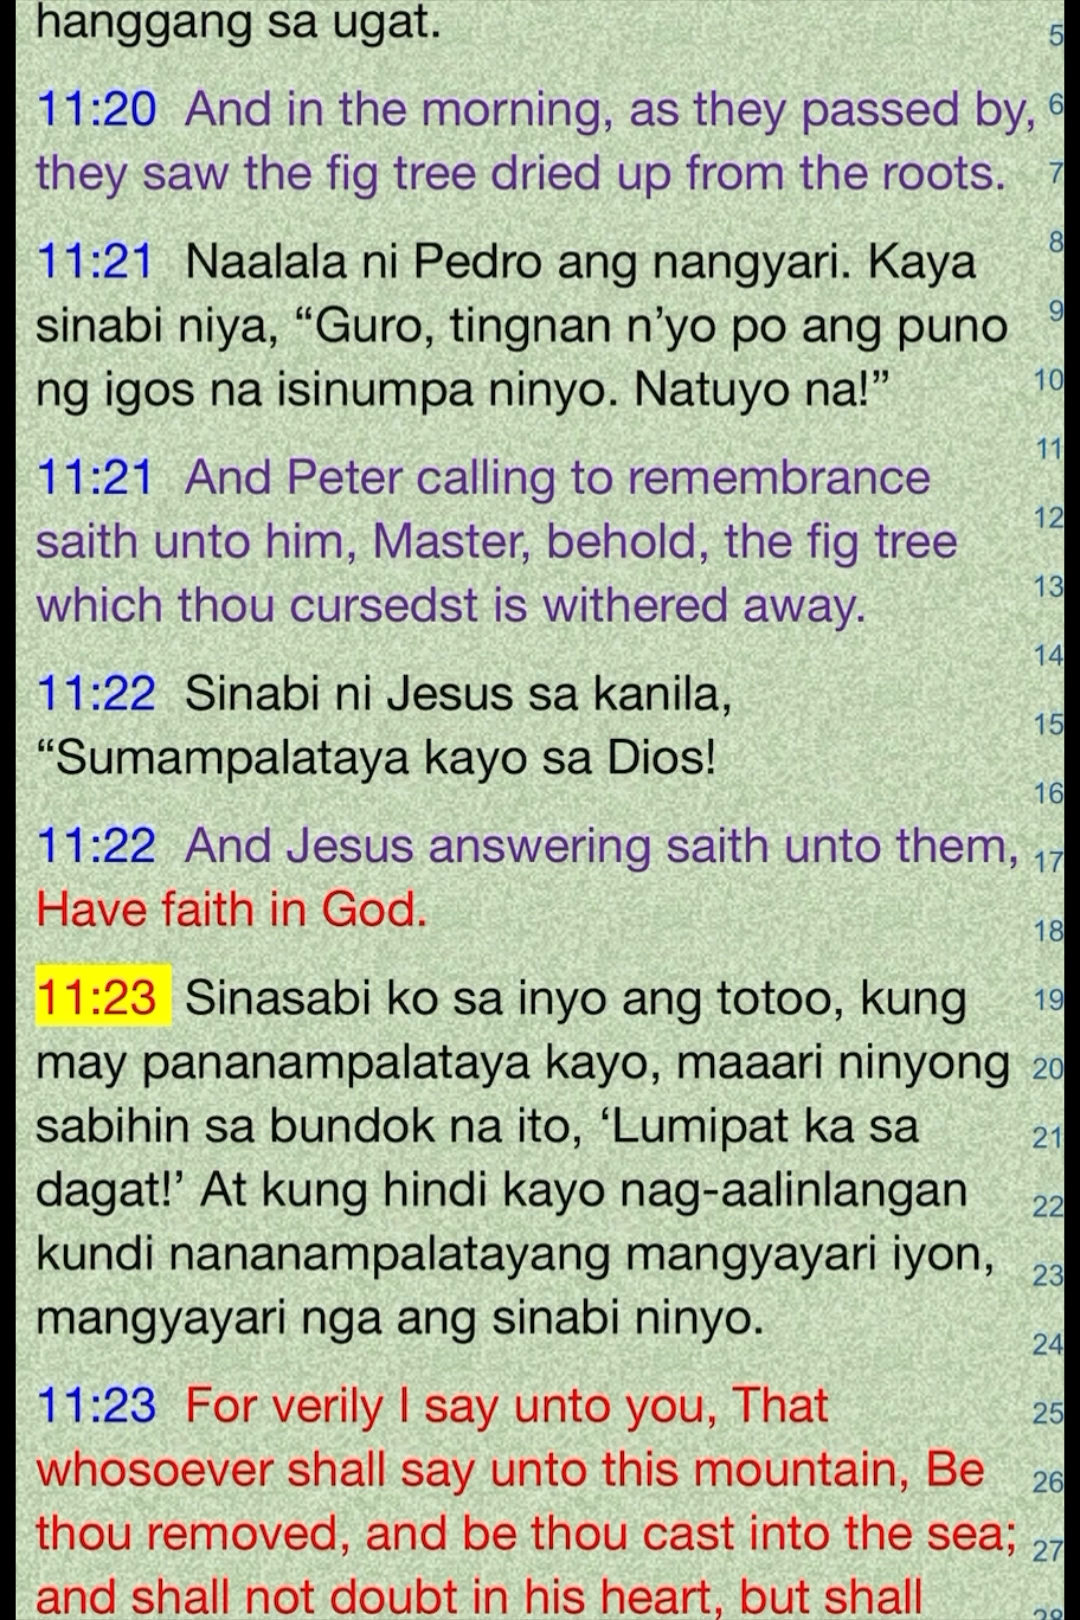 hanggang sa ugat.
11:20 And in the morning, as they passed by,
they saw the fig tree dried up from the roots.
11:21 Naalala ni Pedro ang nangyari. Kaya
sinabi niya, “Guro, tingnan n’yo po ang puno
ng igos na isinumpa ninyo. Natuyo na!”
11:21 And Peter calling to remembrance
saith unto him, Master, behold, the fig tree
which thou cursedst is withered away.
11:22 Sinabi ni Jesus sa kanila,
“Sumampalataya kayo sa Dios!
11:22 And Jesus answering saith unto them,
Have faith in God.
11:23 Sinasabi ko sa inyo ang totoo, kung
may pananampalataya kayo, maaari ninyong
sabihin sa bundok na ito, ‘Lumipat ka sa
dagat!’ At kung hindi kayo nag-aalinlangan
kundi nananampalatayang mangyayari iyon,
mangyayari nga ang sinabi ninyo.
11:23 For verily I say unto you, That
whosoever shall say unto this mountain, Be
thou removed, and be thou cast into the sea;
and shall not doubt in his heart, but shall
5
6
7
8
9
10
11
12
13
14
15
16
17
18
19
20
21
22
23
24
25
26
27
28